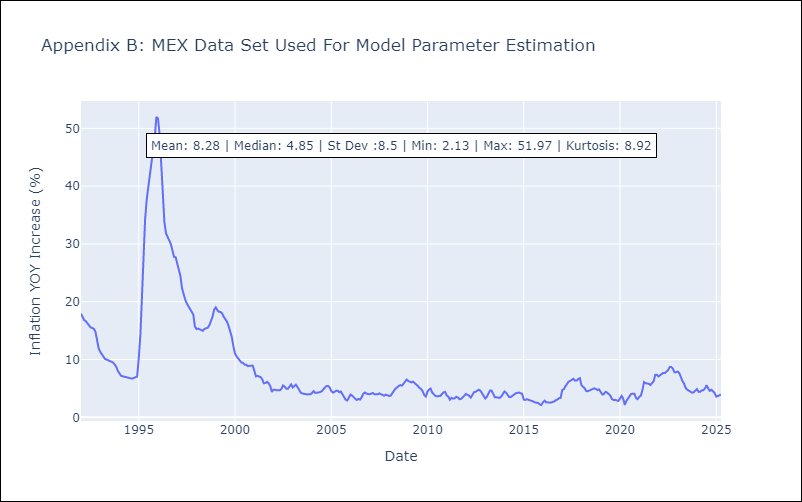 Appendix B: MEX Data Set Used For Model Parameter Estimation
50
40
30
20
10
0
Inflation YOY Increase (%)
Mean: 8.28 | Median: 4.85 | St Dev :8.5 | Min: 2.13 | Max: 51.97 | Kurtosis: 8.92
1995 2000 2005 2010 2015 2020 2025
Date